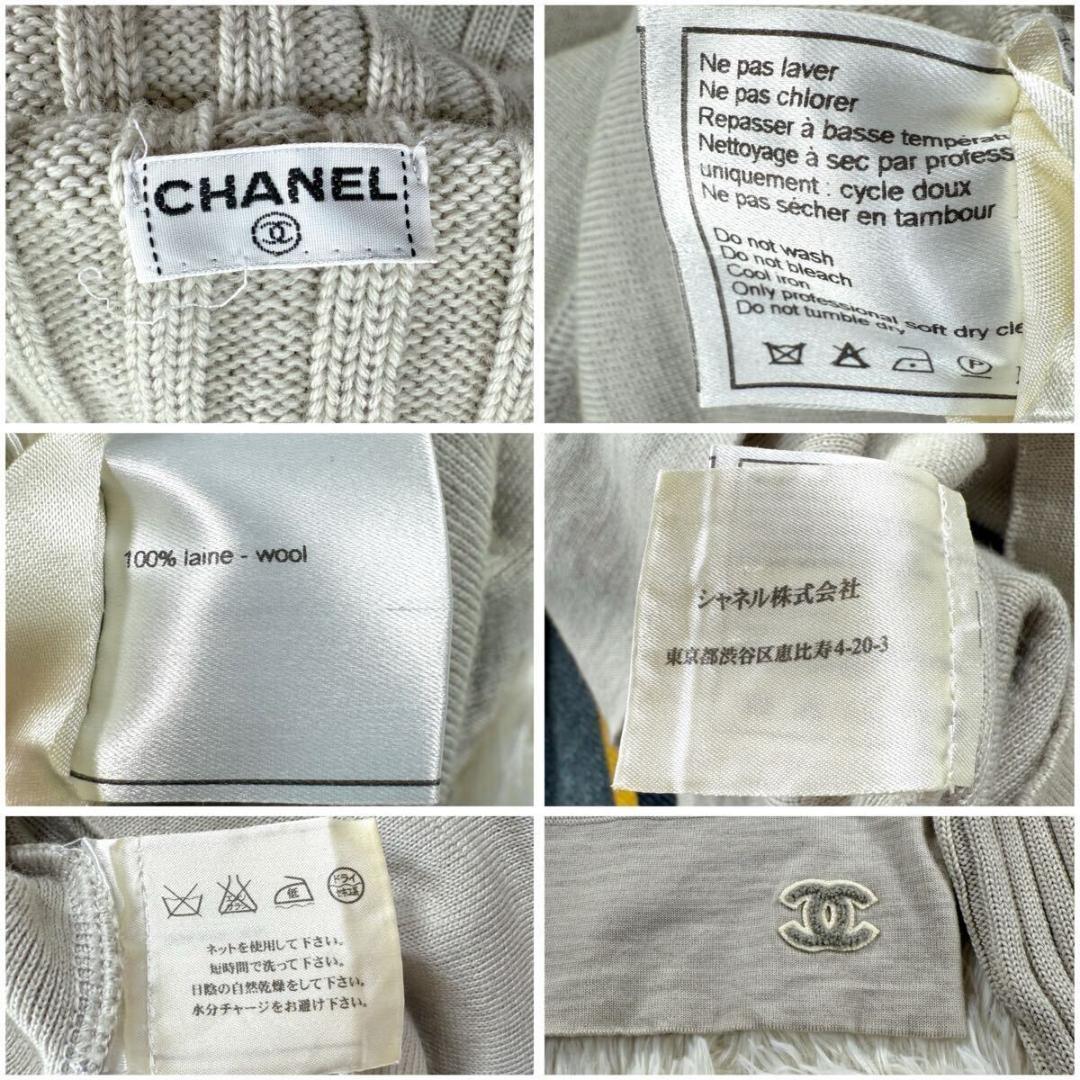 CHANEL
Ne pas laver
Ne pas chlorer
Repasser à basse températ
Nettoyage à sec par profess
uniquement : cycle doux
Ne pas sécher en tambour
Do not wash
Do not bleach
Cool iron
Only professional soft dry cle
Do not tumble dry
P
100% laine - wool
シャネル株式会社
東京都渋谷区恵比寿4-20-3
低
ドライ
ネットを使用して下さい。
短時間で洗って下さい。
日陰の自然乾燥をして下さい。
水分チャージをお避け下さい。